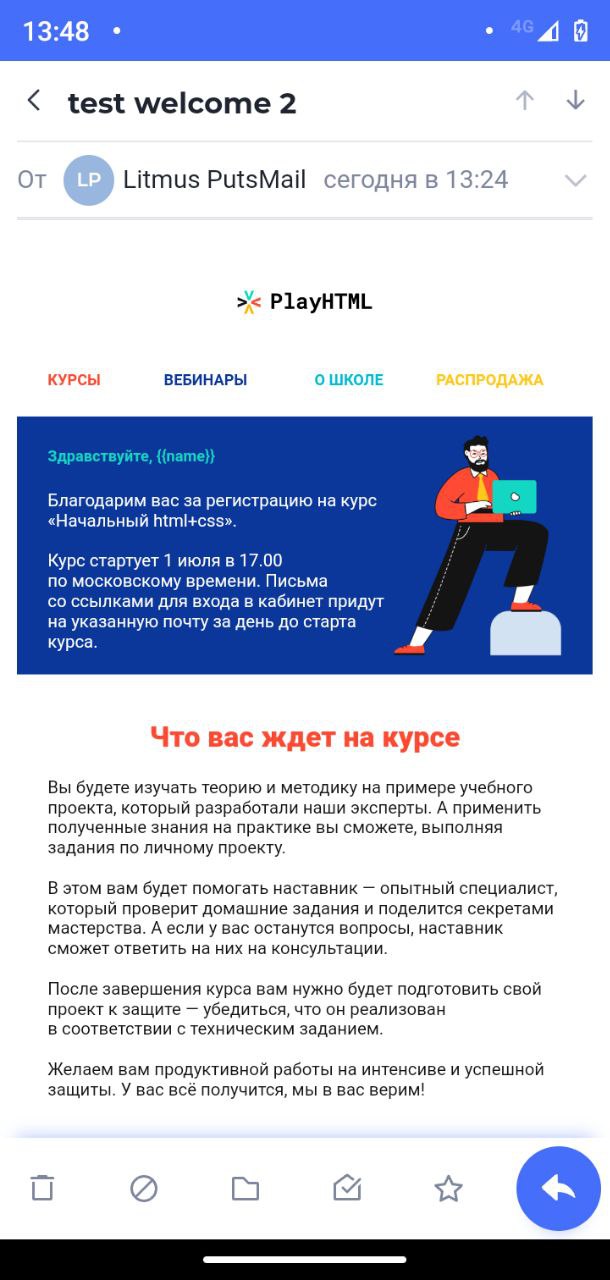 13:48
4G
test welcome 2
От LP Litmus PutsMail сегодня в 13:24
PlayHTML
КУРСЫ ВЕБИНАРЫ О ШКОЛЕ РАСПРОДАЖА
Здравствуйте, {{name}}
Благодарим вас за регистрацию на курс
«Начальный html+css».
Курс стартует 1 июля в 17.00
по московскому времени. Письма
со ссылками для входа в кабинет придут
на указанную почту за день до старта
курса.
Что вас ждет на курсе
Вы будете изучать теорию и методику на примере учебного
проекта, который разработали наши эксперты. А применить
полученные знания на практике вы сможете, выполняя
задания по личному проекту.
В этом вам будет помогать наставник — опытный специалист,
который проверит домашние задания и поделится секретами
мастерства. А если у вас останутся вопросы, наставник
сможет ответить на них на консультации.
После завершения курса вам нужно будет подготовить свой
проект к защите — убедиться, что он реализован
в соответствии с техническим заданием.
Желаем вам продуктивной работы на интенсиве и успешной
защиты. У вас всё получится, мы в вас верим!